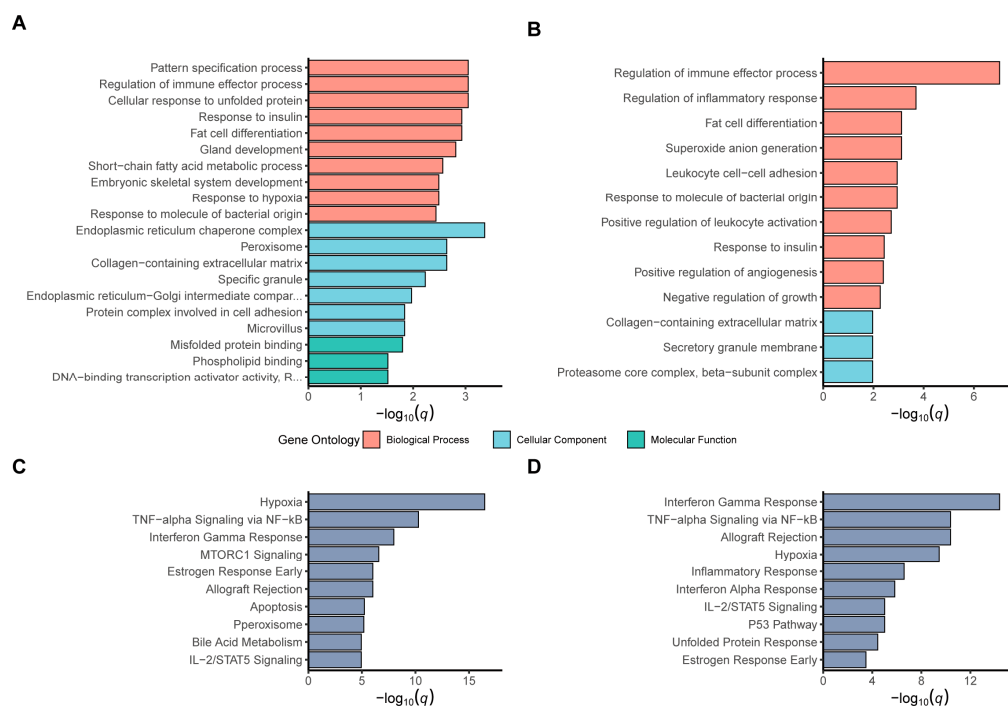 A
Pattern specification process
Regulation of immune effector process
Cellular response to unfolded protein
Response to insulin
Fat cell differentiation
Gland development
Short−chain fatty acid metabolic process
Embryonic skeletal system development
Response to hypoxia
Response to molecule of bacterial origin
Endoplasmic reticulum chaperone complex
Peroxisome
Collagen−containing extracellular matrix
Specific granule
Endoplasmic reticulum−Golgi intermediate compar...
Protein complex involved in cell adhesion
Microvillus
Misfolded protein binding
Phospholipid binding
DNA−binding transcription activator activity, R...
0 1 2 3
−log10(q)
B
Regulation of immune effector process
Regulation of inflammatory response
Fat cell differentiation
Superoxide anion generation
Leukocyte cell−cell adhesion
Response to molecule of bacterial origin
Positive regulation of leukocyte activation
Response to insulin
Positive regulation of angiogenesis
Negative regulation of growth
Collagen−containing extracellular matrix
Secretory granule membrane
Proteasome core complex, beta−subunit complex
0 2 4 6
−log10(q)
Gene Ontology Biological Process Cellular Component Molecular Function
C
Hypoxia
TNF−alpha Signaling via NF−kB
Interferon Gamma Response
MTORC1 Signaling
Estrogen Response Early
Allograft Rejection
Apoptosis
Pperoxisome
Bile Acid Metabolism
IL−2/STAT5 Signaling
0 5 10 15
−log10(q)
D
Interferon Gamma Response
TNF−alpha Signaling via NF−kB
Allograft Rejection
Hypoxia
Inflammatory Response
Interferon Alpha Response
IL−2/STAT5 Signaling
P53 Pathway
Unfolded Protein Response
Estrogen Response Early
0 4 8 12
−log10(q)